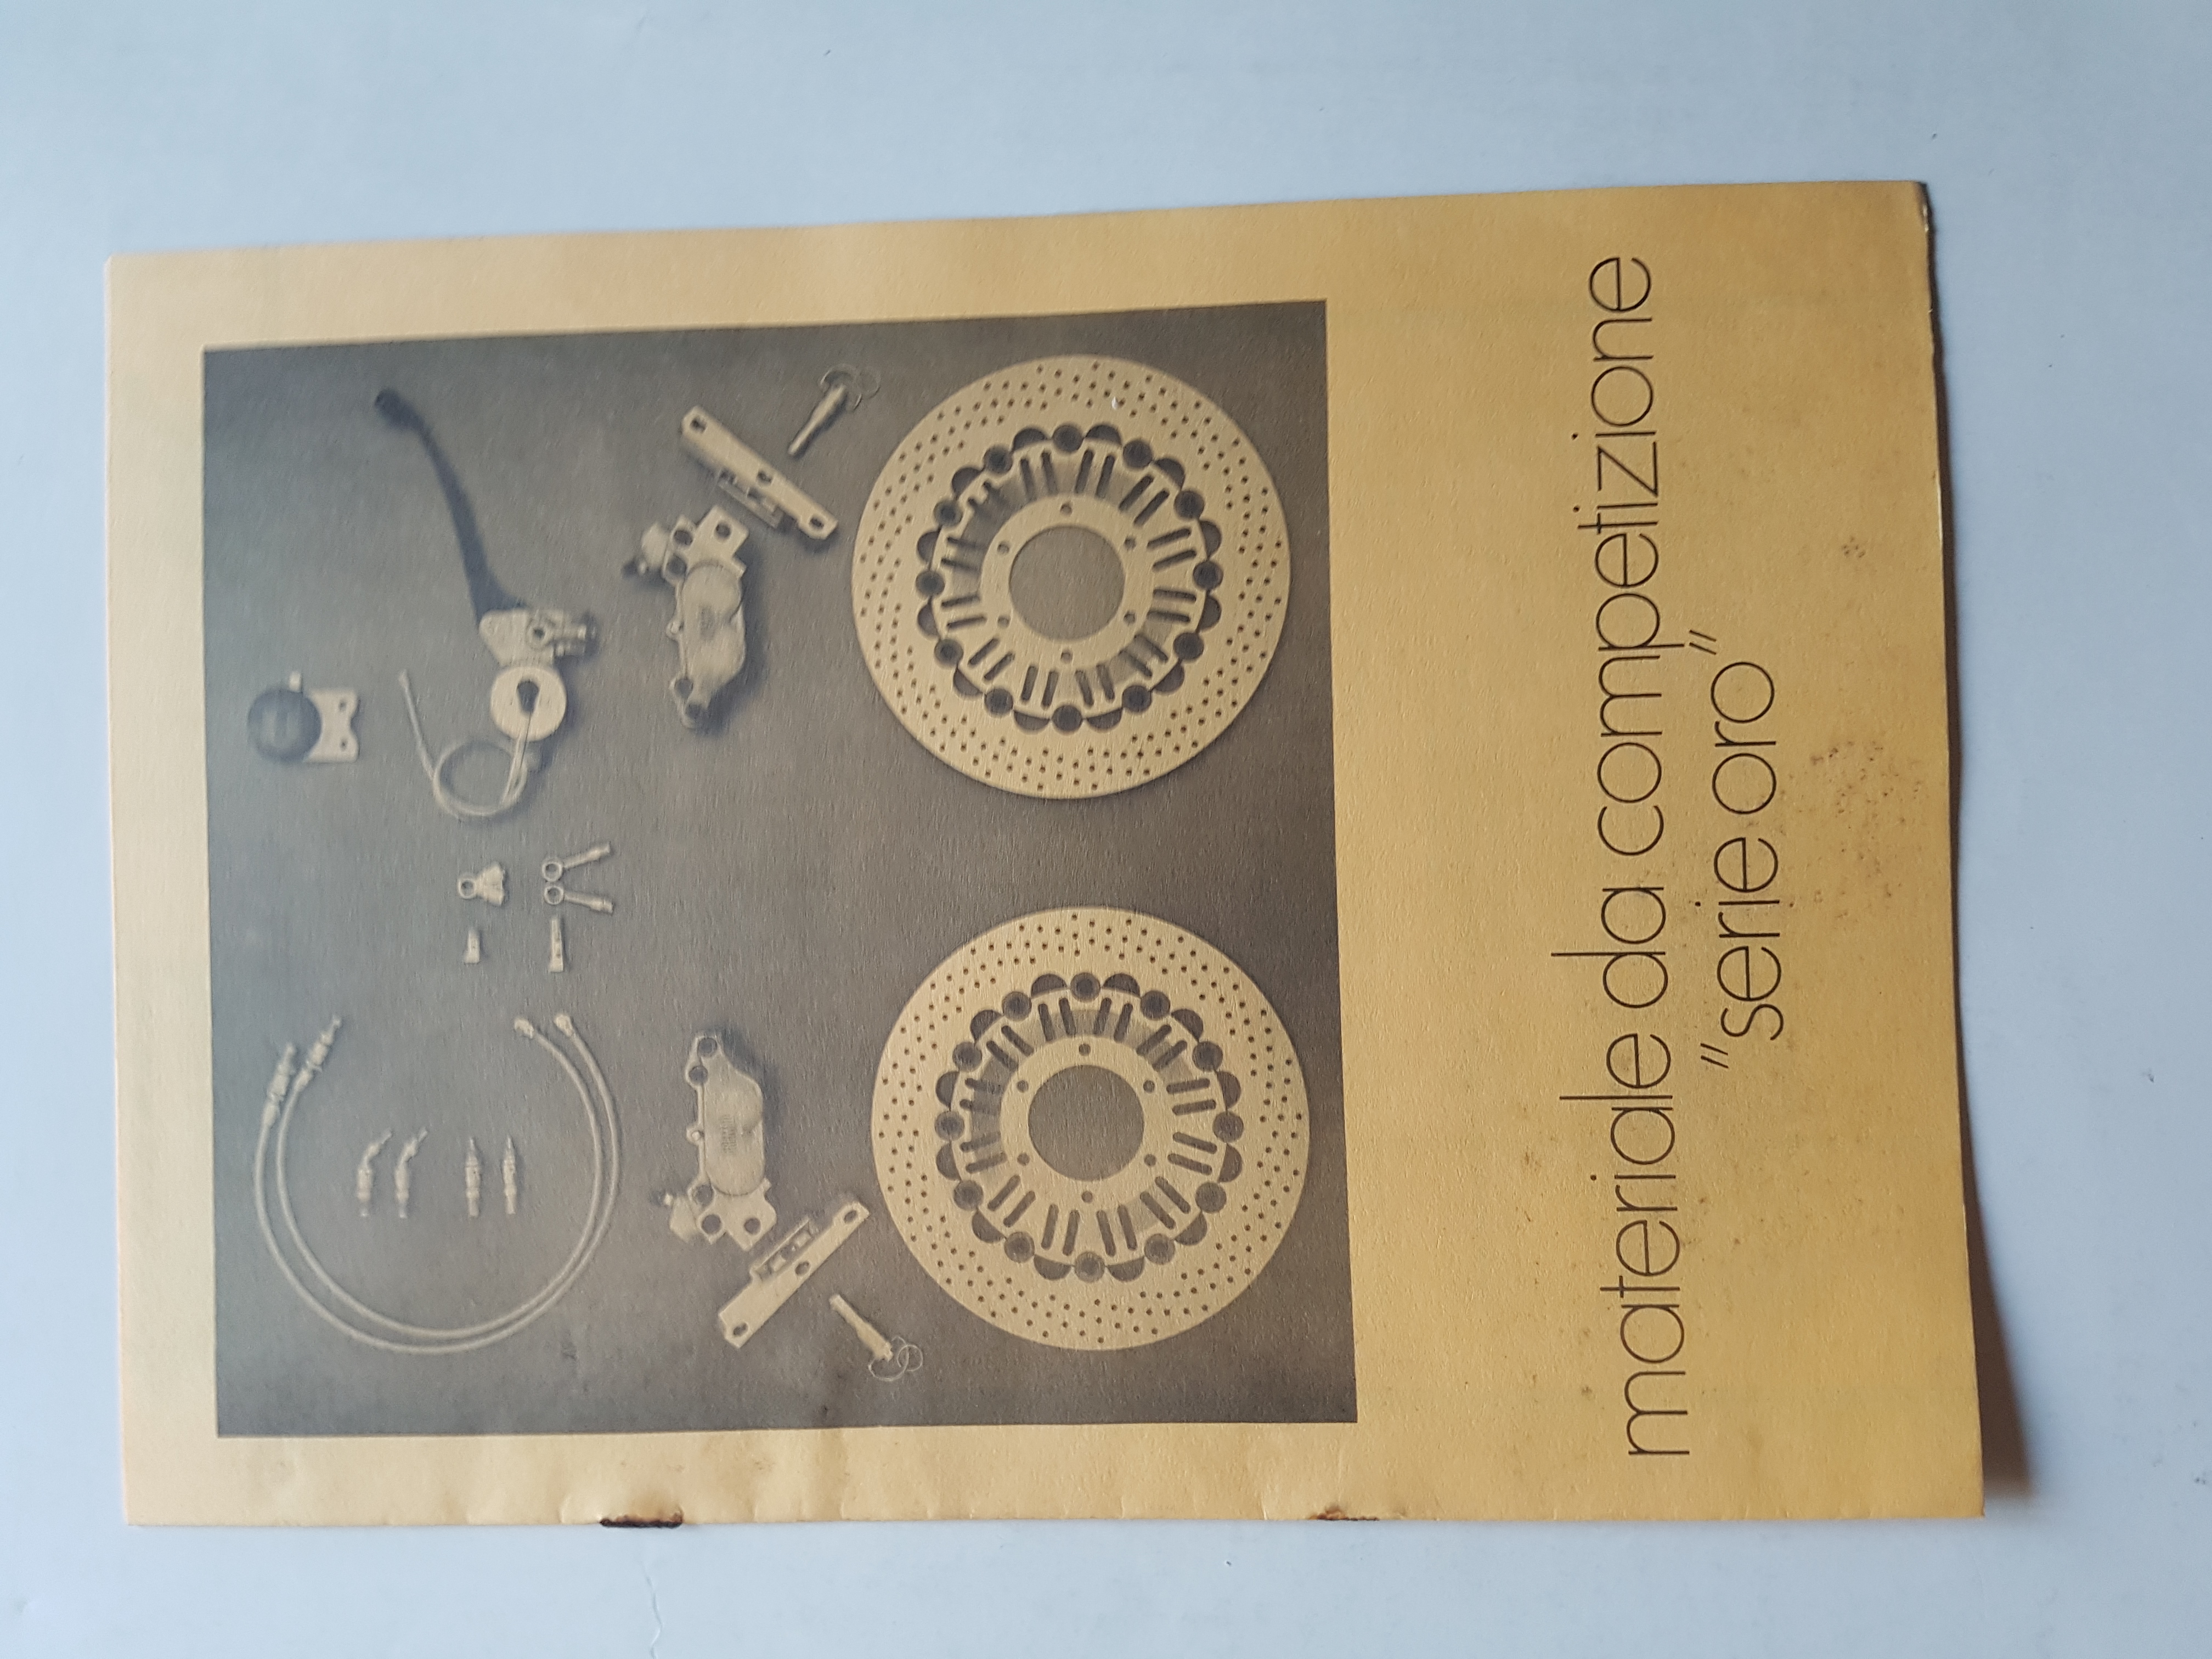 materiale da competizione
"serie oro"